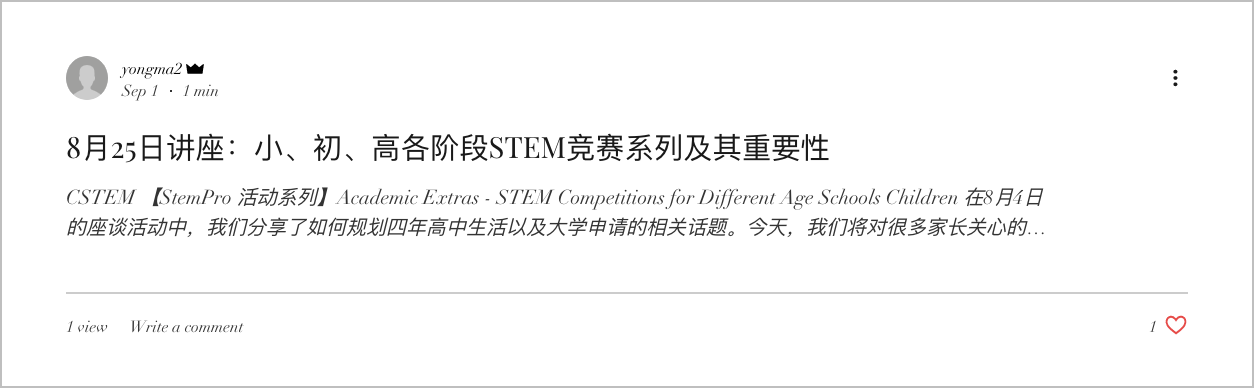 yongma2
Sep 1 · 1 min
8月25日讲座：小、初、高各阶段STEM竞赛系列及其重要性
CSTEM 【StemPro 活动系列】Academic Extras - STEM Competitions for Different Age Schools Children 在8月4日
的座谈活动中，我们分享了如何规划四年高中生活以及大学申请的相关话题。今天，我们将对很多家长关心的...
1 view Write a comment 1